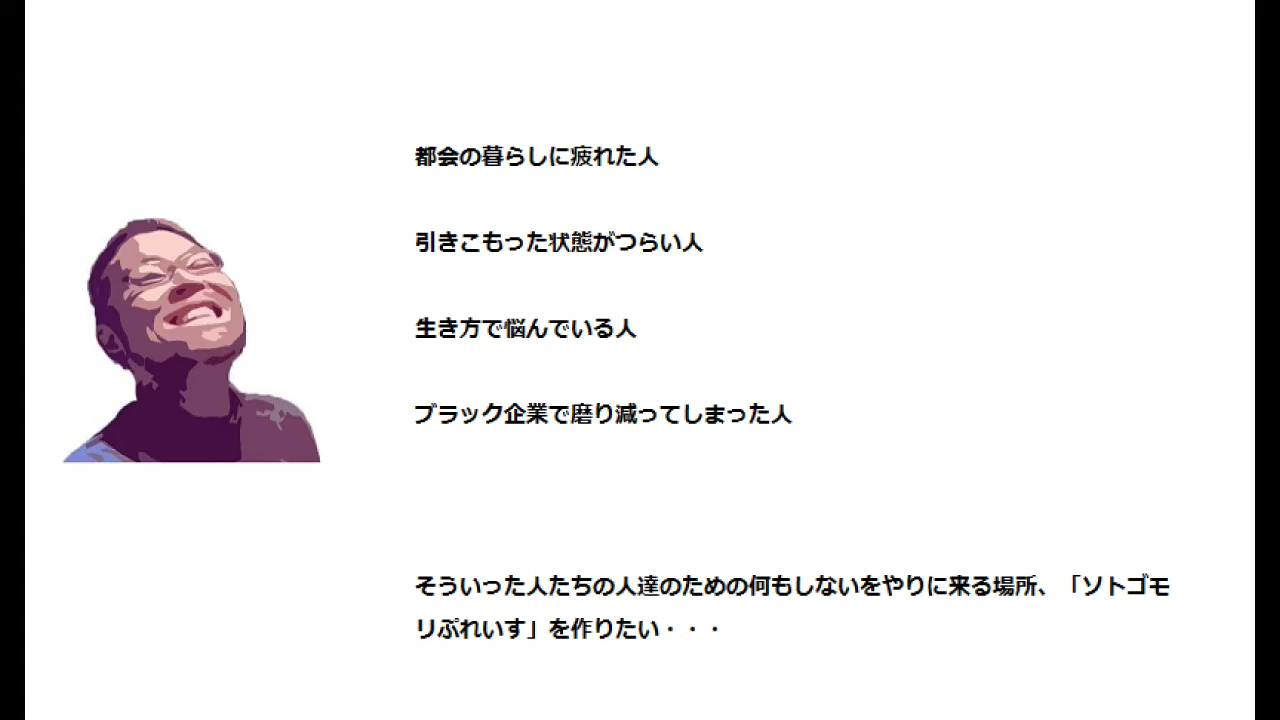 都会の暮らしに疲れた人
引きこもった状態がつらい人
生き方で悩んでいる人
ブラック企業で磨り減ってしまった人
そういった人たちの人達のための何もしないをやりに来る場所、「ソトゴモ
リぷれいす」を作りたい・・・